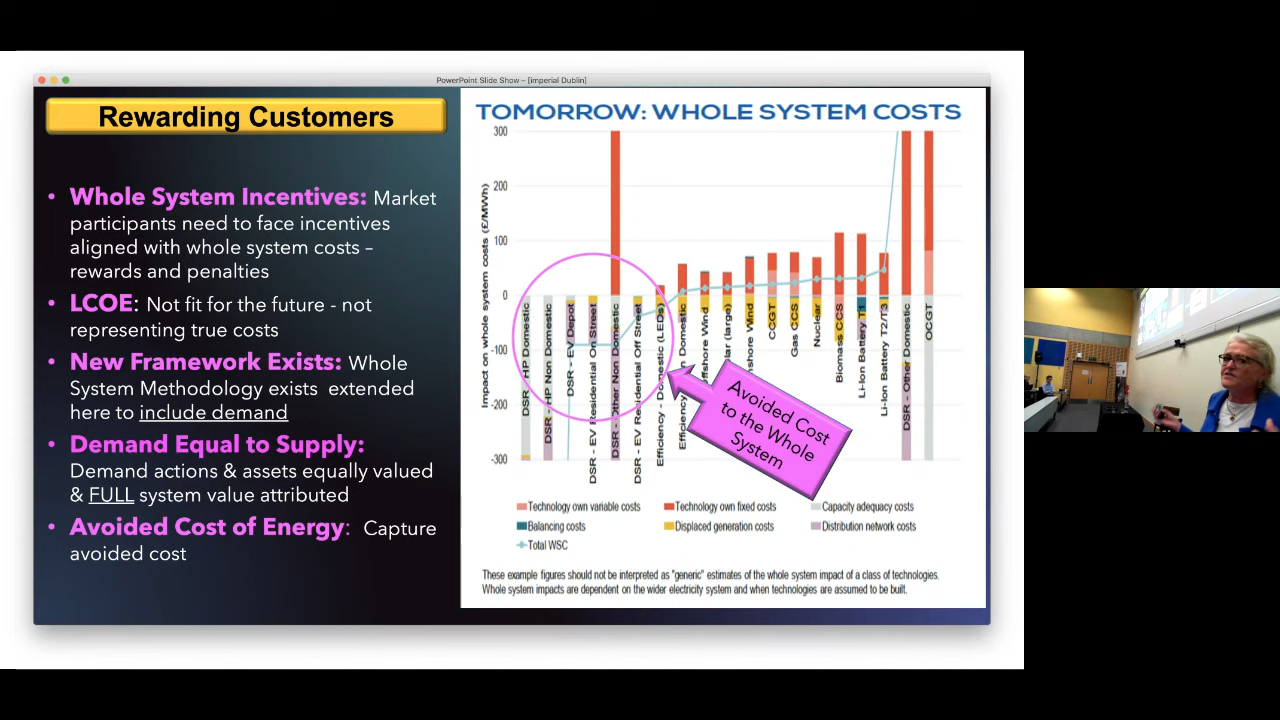 PowerPoint Slide Show – [imperial Dublin]
Rewarding Customers
• Whole System Incentives: Market
participants need to face incentives
aligned with whole system costs –
rewards and penalties
• LCOE: Not fit for the future - not
representing true costs
• New Framework Exists: Whole
System Methodology exists extended
here to include demand
• Demand Equal to Supply:
Demand actions & assets equally valued
& FULL system value attributed
• Avoided Cost of Energy: Capture
avoided cost
TOMORROW: WHOLE SYSTEM COSTS
Impact on whole system costs (£/MWh)
300
200
100
0
-100
-200
-300
DSR - HP Domestic
DSR - HP Non Domestic
DSR - EV Depot
DSR - EV Residential On Street
DSR - Other Non Domestic
DSR - EV Residential Off Street
Efficiency - Domestic (LEDs)
Efficiency Domestic
ffshore Wind
lar (large)
nshore Wind
CCGT
Gas CCS
Nuclear
Biomass CCS
Li-Ion Battery T1
Li-Ion Battery T2/T3
DSR - Other Domestic
OCGT
Avoided Cost
to the Whole
System
Technology own variable costs
Technology own fixed costs
Capacity adequacy costs
Balancing costs
Displaced generation costs
Distribution network costs
Total WSC
These example figures should not be interpreted as "generic" estimates of the whole system impact of a class of technologies.
Whole system impacts are dependent on the wider electricity system and when technologies are assumed to be built.